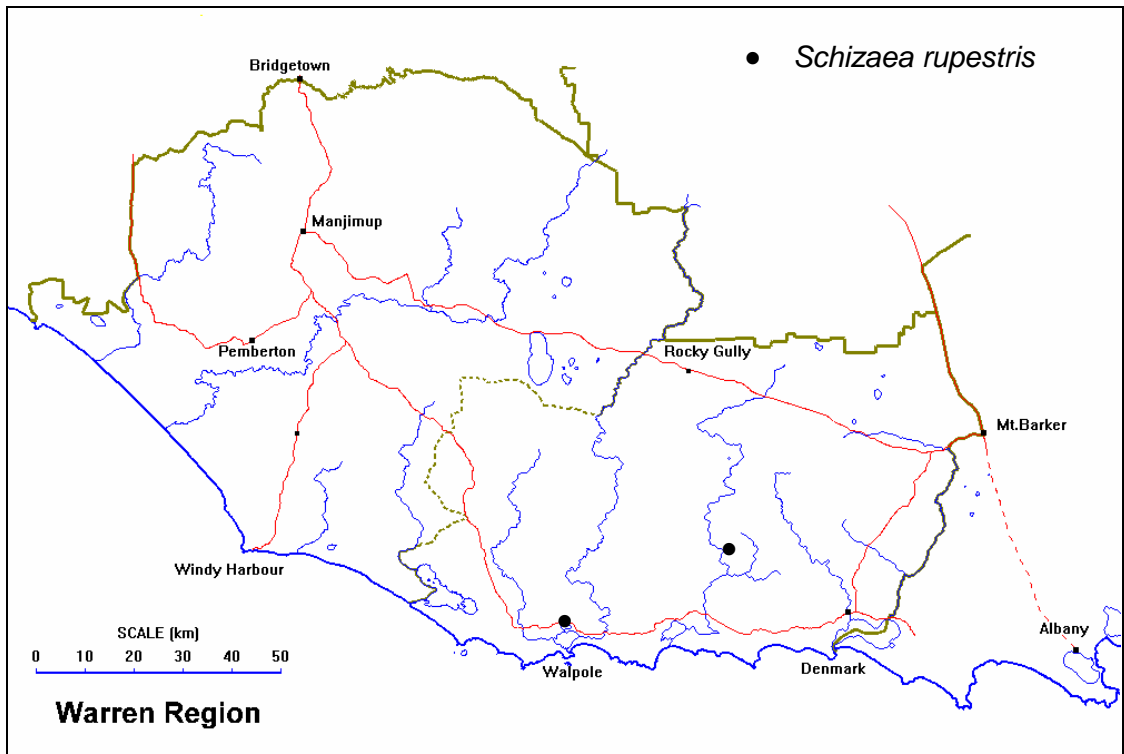 Schizaea rupestris
Bridgetown
Manjimup
Pemberton
Rocky Gully
Mt.Barker
Windy Harbour
SCALE (km)
0 10 20 30 40 50
Walpole
Denmark
Albany
Warren Region